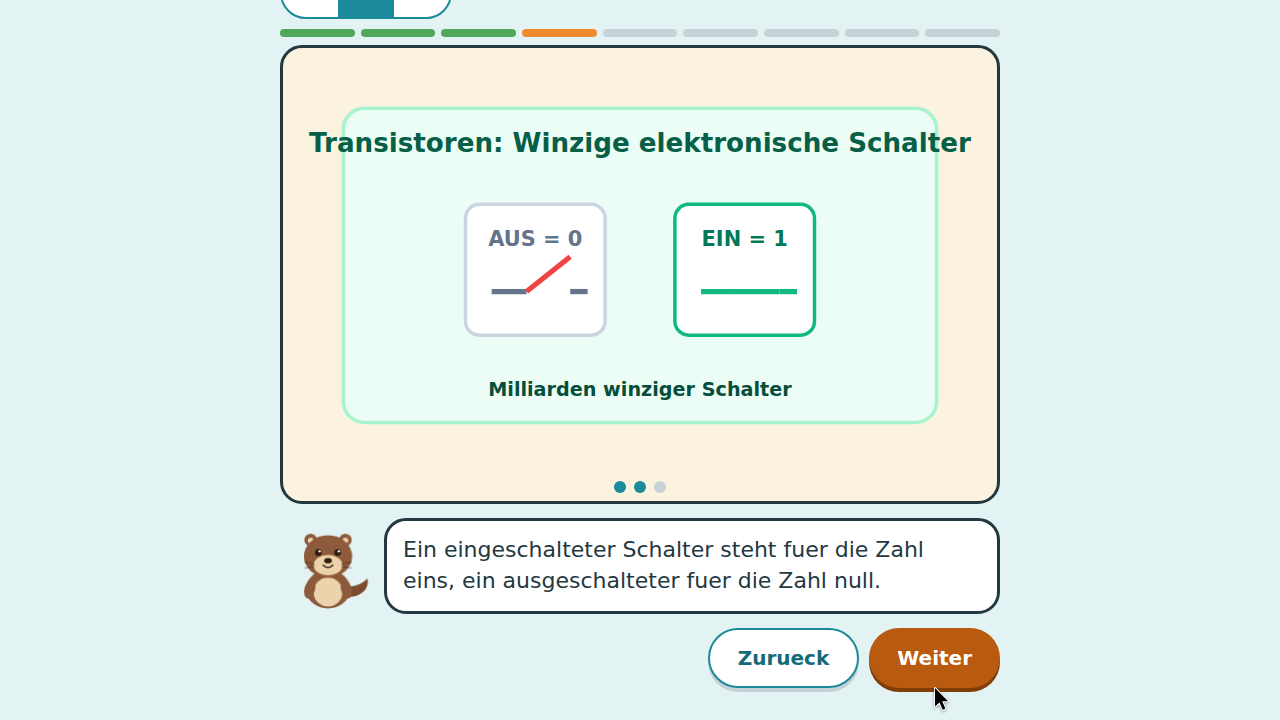 Transistoren: Winzige elektronische Schalter
AUS = 0
EIN = 1
Milliarden winziger Schalter
Ein eingeschalteter Schalter steht fuer die Zahl
eins, ein ausgeschalteter fuer die Zahl null.
Zurueck
Weiter